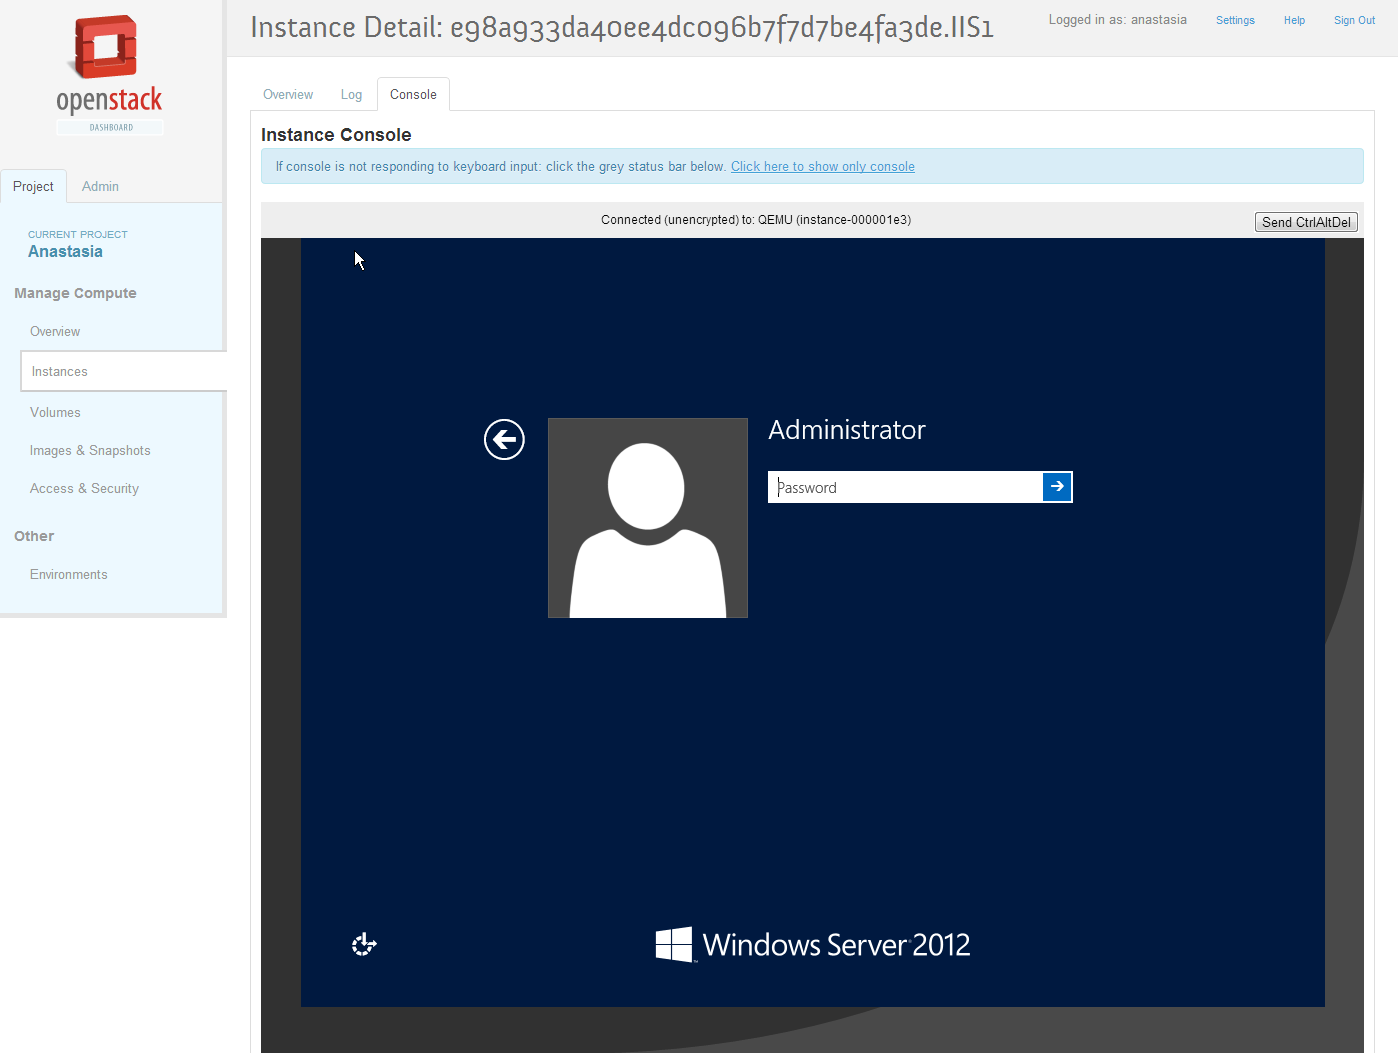 openstack
DASHBOARD
Instance Detail: e98a933da40ee4dc096b7f7d7be4fa3de.IIS1
Logged in as: anastasia
Settings
Help
Sign Out
Project
Admin
CURRENT PROJECT
Anastasia
Manage Compute
Overview
Instances
Volumes
Images & Snapshots
Access & Security
Other
Environments
Overview
Log
Console
Instance Console
If console is not responding to keyboard input: click the grey status bar below. Click here to show only console
Connected (unencrypted) to: QEMU (instance-000001e3)
Send CtrlAltDel
Administrator
Password
Windows Server 2012